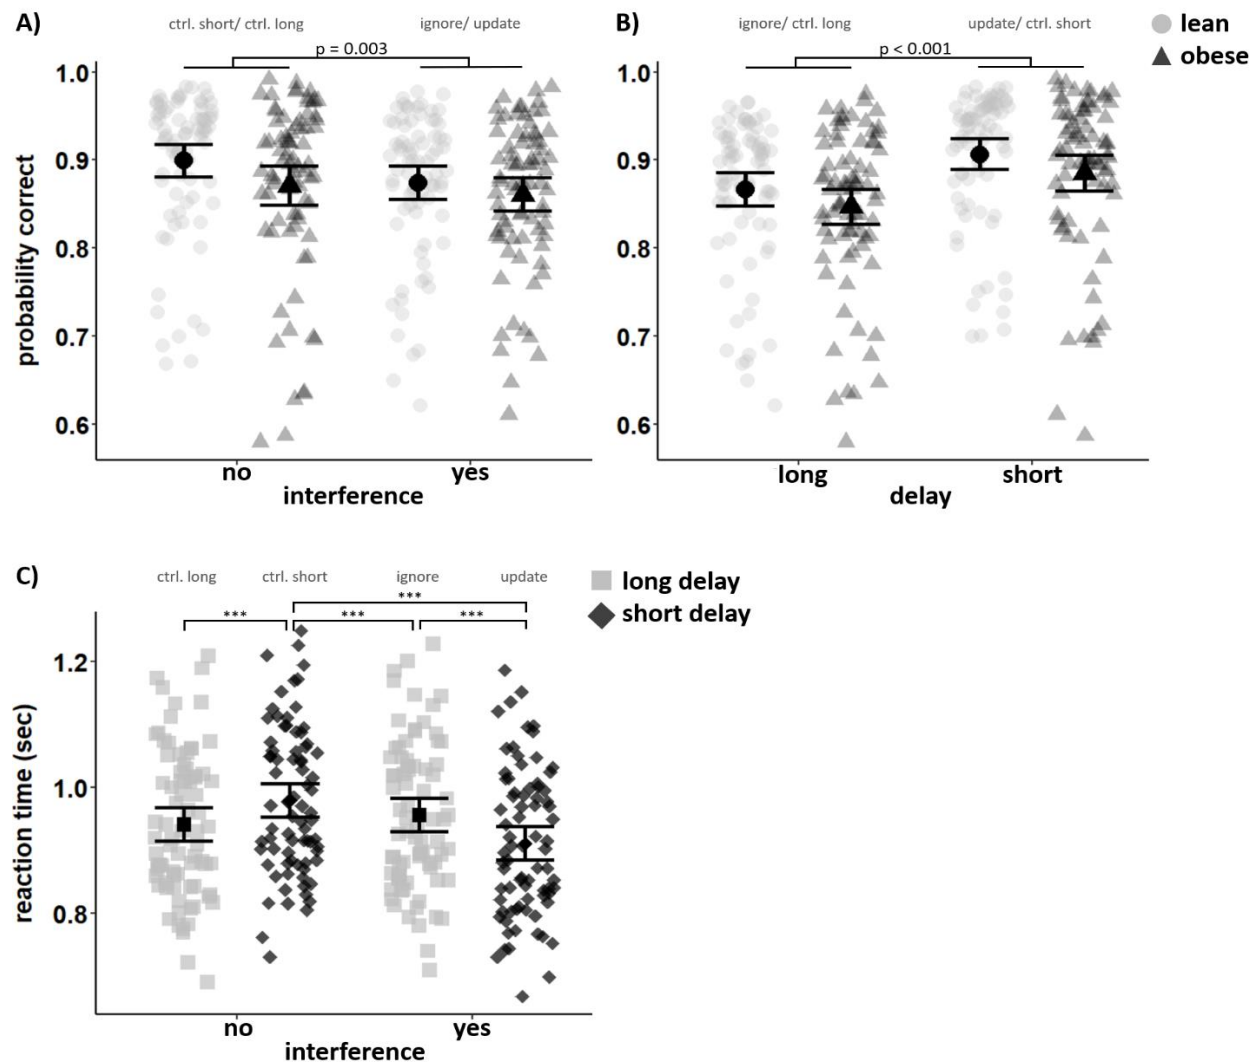 A)
ctrl. short/ ctrl. long
ignore/ update
p = 0.003
1.0
0.9
0.8
0.7
0.6
probability correct
no
yes
interference
B)
ignore/ ctrl. long
update/ ctrl. short
p < 0.001
1.0
0.9
0.8
0.7
0.6
long
short
delay
lean
obese
C)
ctrl. long
ctrl. short
ignore
update
***
*** *** ***
1.2
1.0
0.8
reaction time (sec)
no
yes
interference
long delay
short delay